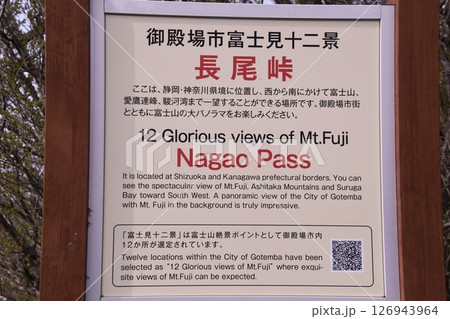 御殿場市富士見十二景
長尾峠
ここは、静岡・神奈川県境に位置し、西から南にかけて富士山、
愛鷹連峰、駿河湾まで一望することができる場所です。御殿場市街
とともに富士山の大パノラマをお楽しみください。
12 Glorious views of Mt.Fuji
Nagao Pass
It is located at Shizuoka and Kanagawa prefectural borders. You can
see the spectacular view of Mt.Fuji, Ashitaka Mountains and Suruga
Bay toward South West. A panoramic view of the City of Gotemba
with Mt. Fuji in the background is truly impressive.
「富士見十二景」は富士山絶景ポイントとして御殿場市内
12か所が選定されています。
Twelve locations within the City of Gotemba have been
selected as "12 Glorious views of Mt.Fuji" where exqui-
site views of Mt.Fuji can be expected.
PIXTA
pixta.jp - 126943964